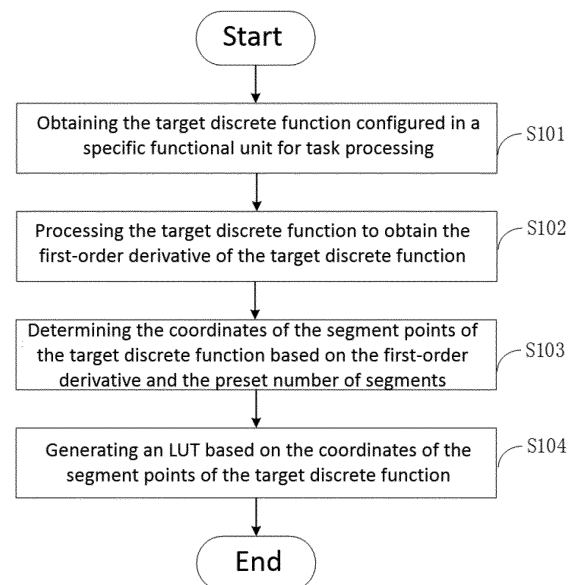 Start
Obtaining the target discrete function configured in a
specific functional unit for task processing
S101
Processing the target discrete function to obtain the
first-order derivative of the target discrete function
S102
Determining the coordinates of the segment points of
the target discrete function based on the first-order
derivative and the preset number of segments
S103
Generating an LUT based on the coordinates of the
segment points of the target discrete function
S104
End